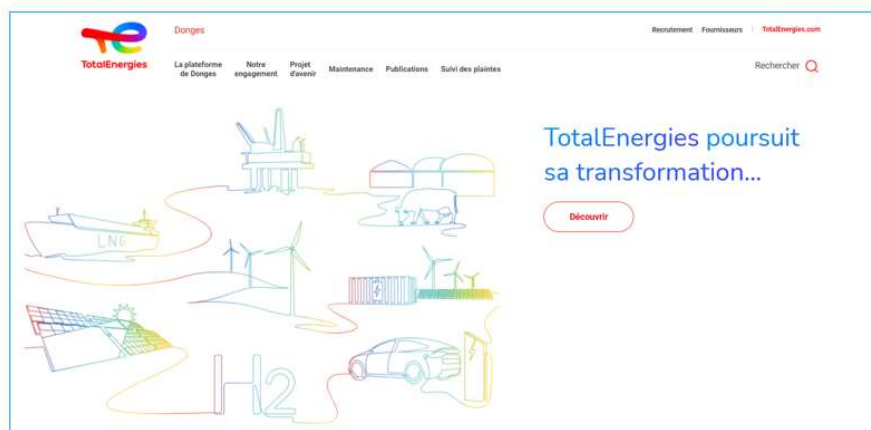 Donges
Recrutement Fournisseurs | TotalEnergies.com
TotalEnergies
La plateforme
de Donges
Notre
engagement
Projet
d'avenir
Maintenance
Publications
Suivi des plaintes
Rechercher
TotalEnergies poursuit
sa transformation...
Découvrir
LNG
H2